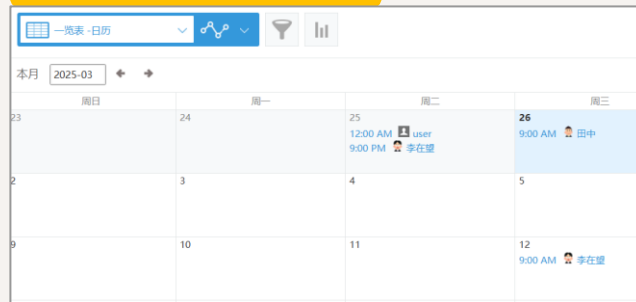 一览表 -日历
本月 2025-03
周日 周一 周二 周三
23 24 25 26
12:00 AM user 9:00 AM 田中
9:00 PM 李在望
2 3 4 5
9 10 11 12
9:00 AM 李在望